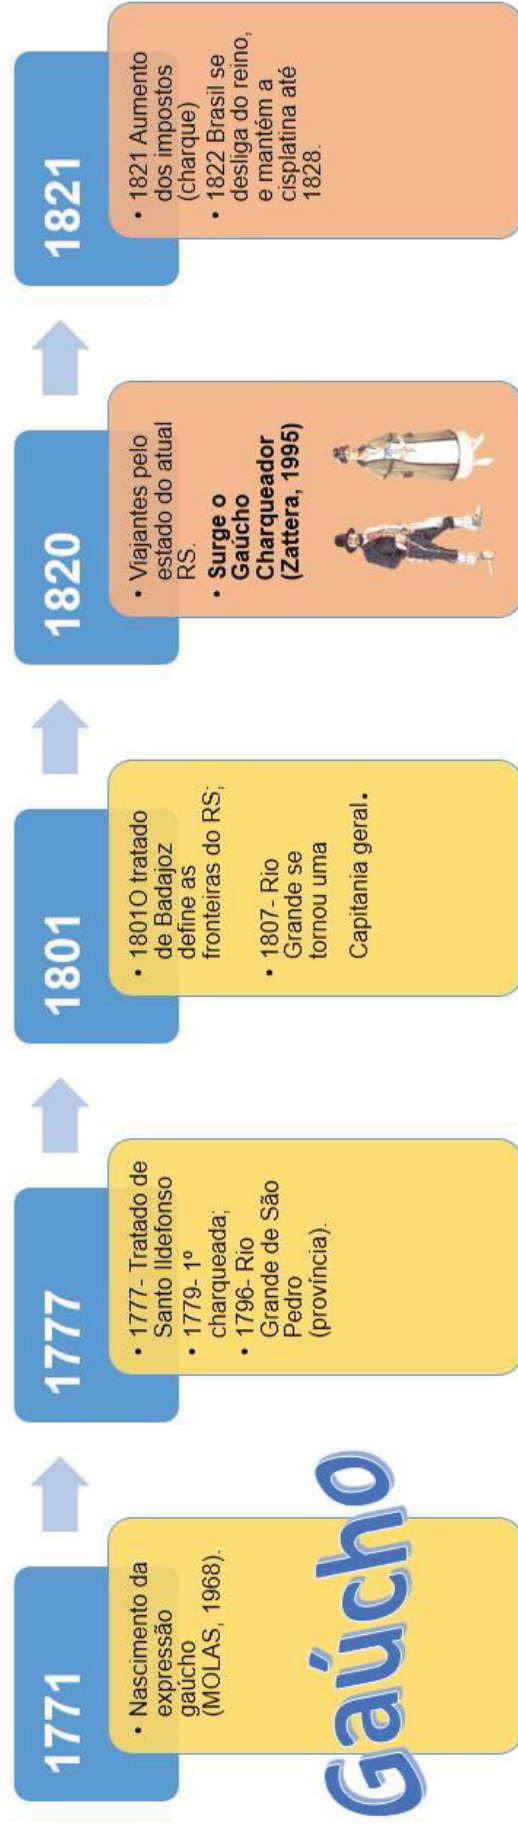 1771
• Nascimento da
expressão
gaúcho
(MOLAS, 1968).
Gaúcho
1777
• 1777- Tratado de
Santo Ildefonso
• 1779- 1º
charqueada;
• 1796- Rio
Grande de São
Pedro
(província).
1801
• 1801O tratado
de Badajoz
define as
fronteiras do RS;
• 1807- Rio
Grande se
tornou uma
Capitania geral.
1820
• Viajantes pelo
estado do atual
RS.
• Surge o
Gaúcho
Charqueador
(Zattera, 1995)
1821
• 1821 Aumento
dos impostos
(charque)
• 1822 Brasil se
desliga do reino,
e mantém a
cisplatina até
1828.